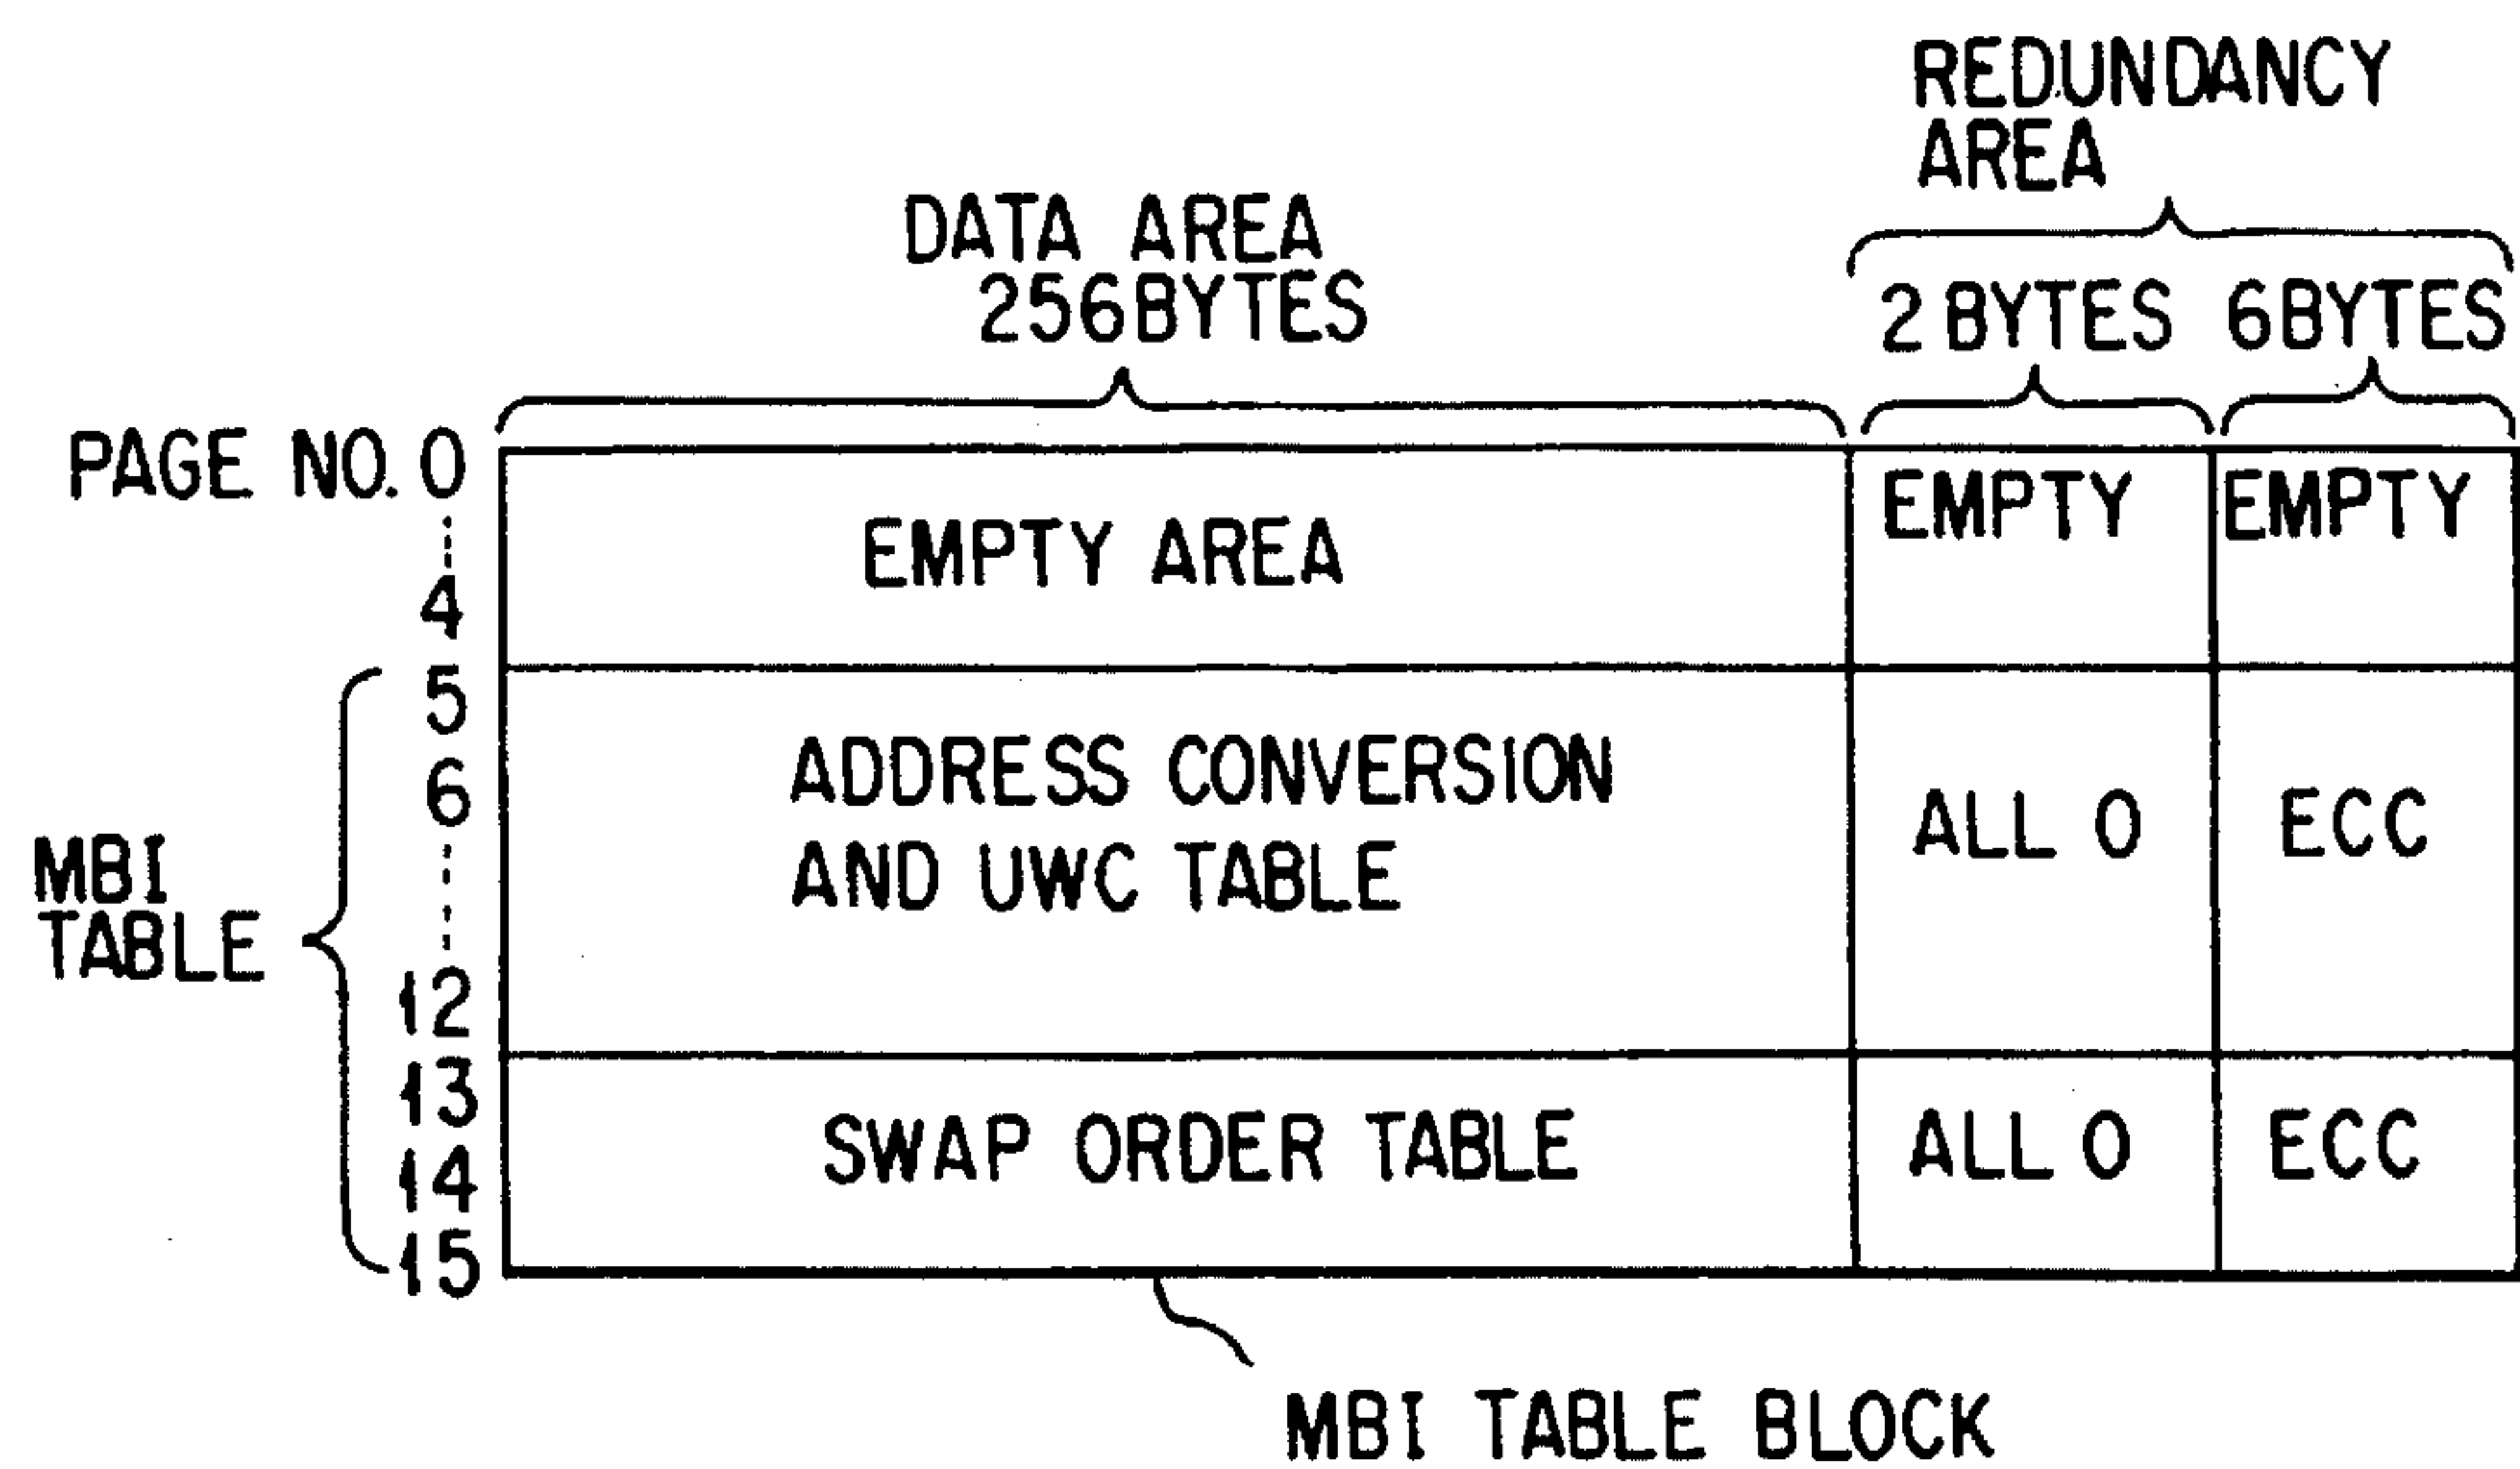 REDUNDANCY
AREA
DATA AREA
256BYTES
2 BYTES 6BYTES
PAGE NO. 0
EMPTY AREA
EMPTY
EMPTY
4
5
6
MBI
TABLE
ADDRESS CONVERSION
AND UWC TABLE
ALL 0
ECC
12
13
14
15
SWAP ORDER TABLE
ALL 0
ECC
MBI TABLE BLOCK